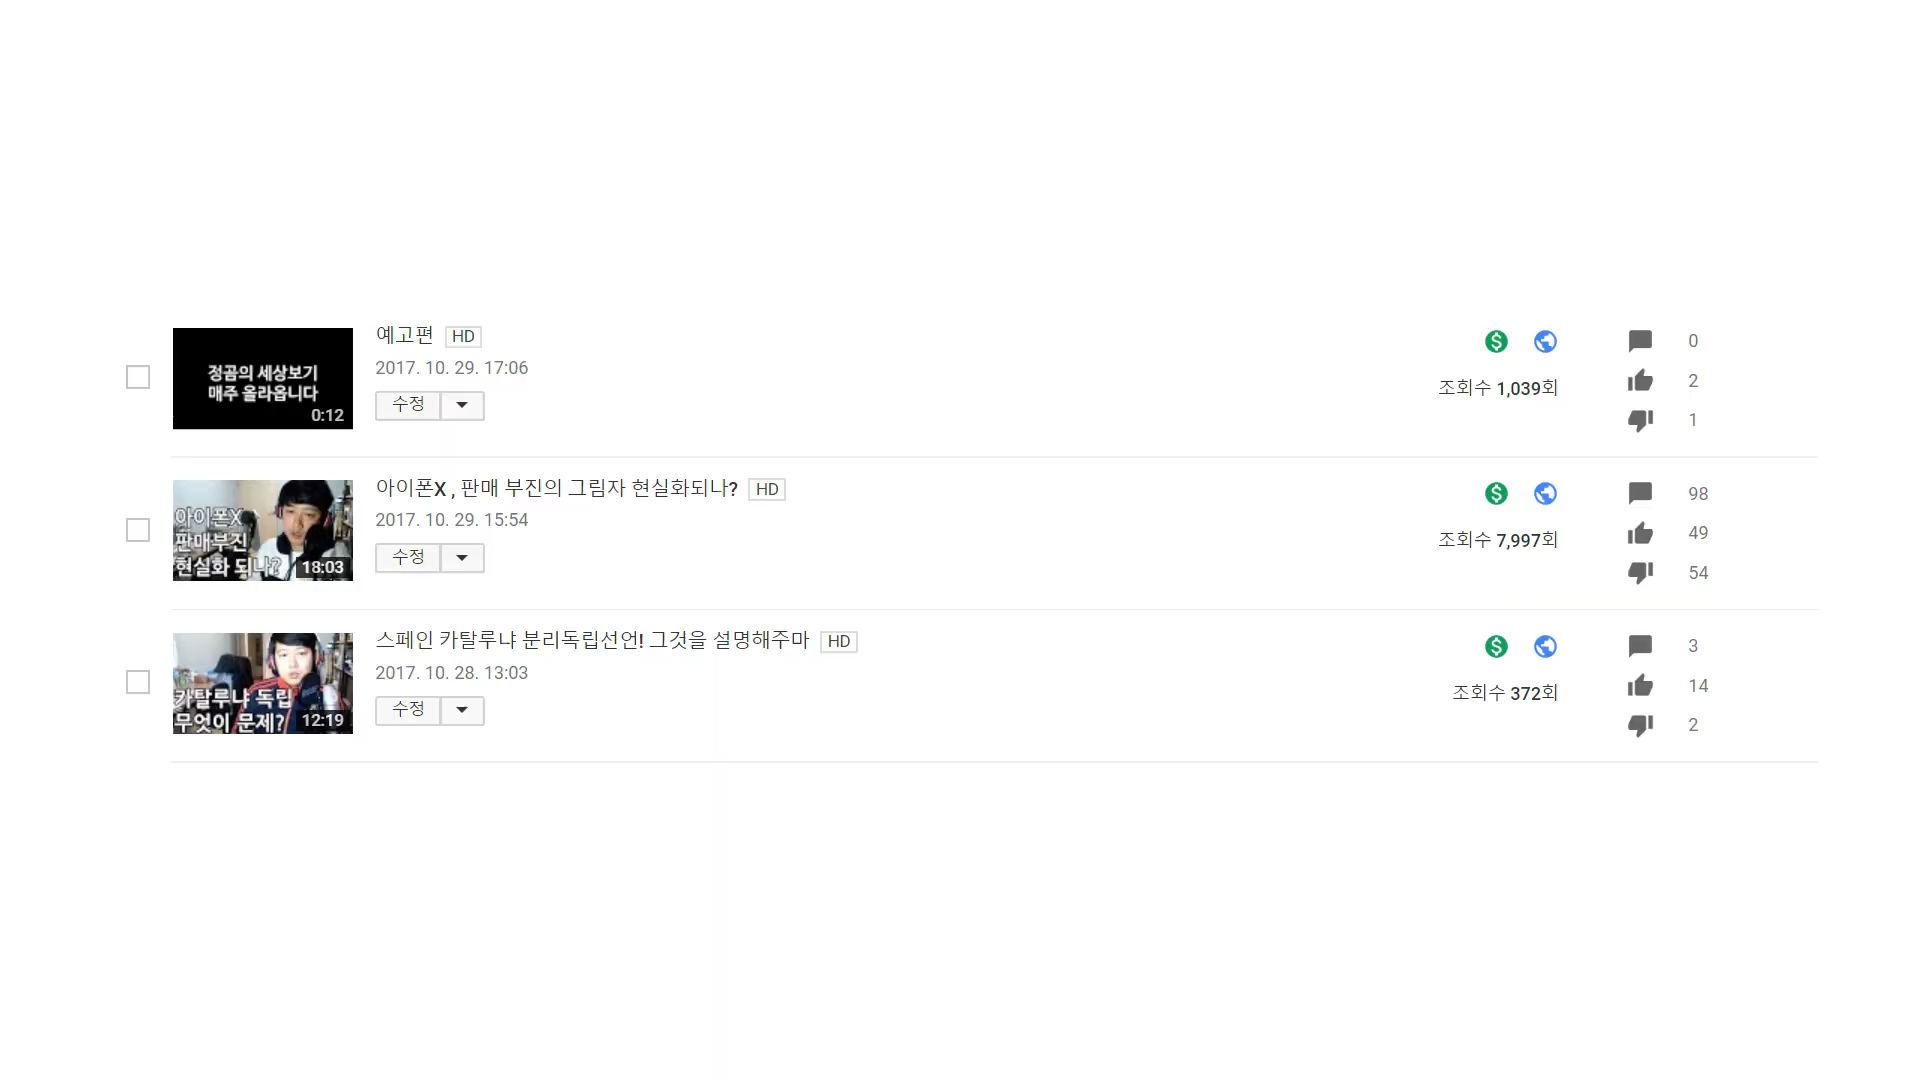 정곰의 세상보기
매주 올라옵니다
0:12
예고편 HD
2017. 10. 29. 17:06
수정
조회수 1,039회
0
2
1
아이폰X
판매부진
현실화 되나?
18:03
아이폰X , 판매 부진의 그림자 현실화되나? HD
2017. 10. 29. 15:54
수정
조회수 7,997회
98
49
54
카탈루냐 독립
무엇이 문제?
12:19
스페인 카탈루냐 분리독립선언! 그것을 설명해주마 HD
2017. 10. 28. 13:03
수정
조회수 372회
3
14
2